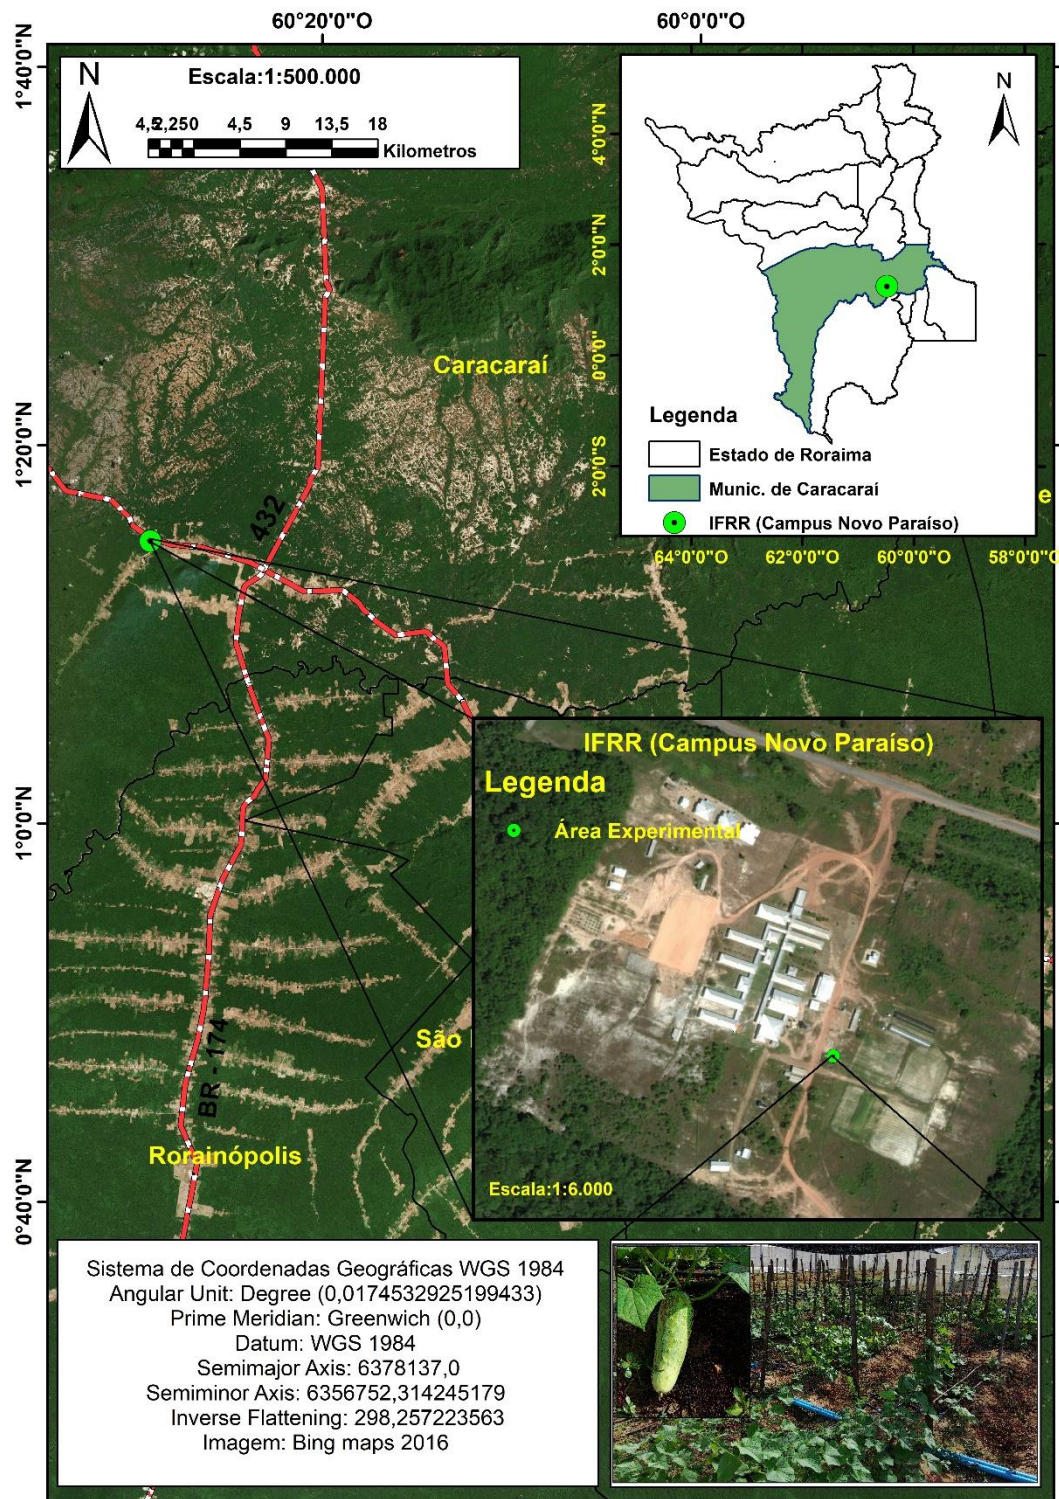 60°20'0"O
60°0'0"O
1°40'0"N
1°20'0"N
1°0'0"N
0°40'0"N
N
Escala:1:500.000
4,52,250 4,5 9 13,5 18
Kilometros
N
4°0'0"N
2°0'0"N
0°0'0"
2°0'0"S
Legenda
Estado de Roraima
Munic. de Caracaraí
IFRR (Campus Novo Paraíso)
64°0'0"O 62°0'0"O 60°0'0"O 58°0'0"O
e
Caracaraí
432
BR - 174
São
Rorainópolis
IFRR (Campus Novo Paraíso)
Legenda
Área Experimental
Escala:1:6.000
Sistema de Coordenadas Geográficas WGS 1984
Angular Unit: Degree (0,0174532925199433)
Prime Meridian: Greenwich (0,0)
Datum: WGS 1984
Semimajor Axis: 6378137,0
Semiminor Axis: 6356752,314245179
Inverse Flattening: 298,257223563
Imagem: Bing maps 2016